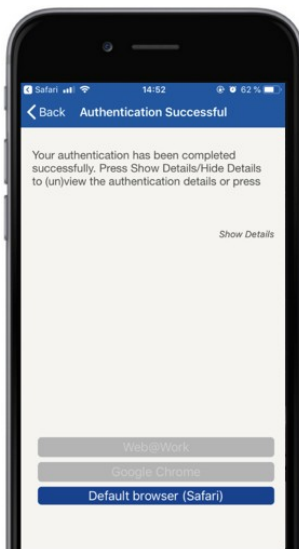 Safari 14:52 62 %
Back Authentication Successful
Your authentication has been completed
successfully. Press Show Details/Hide Details
to (un)view the authentication details or press
Show Details
Web@Work
Google Chrome
Default browser (Safari)